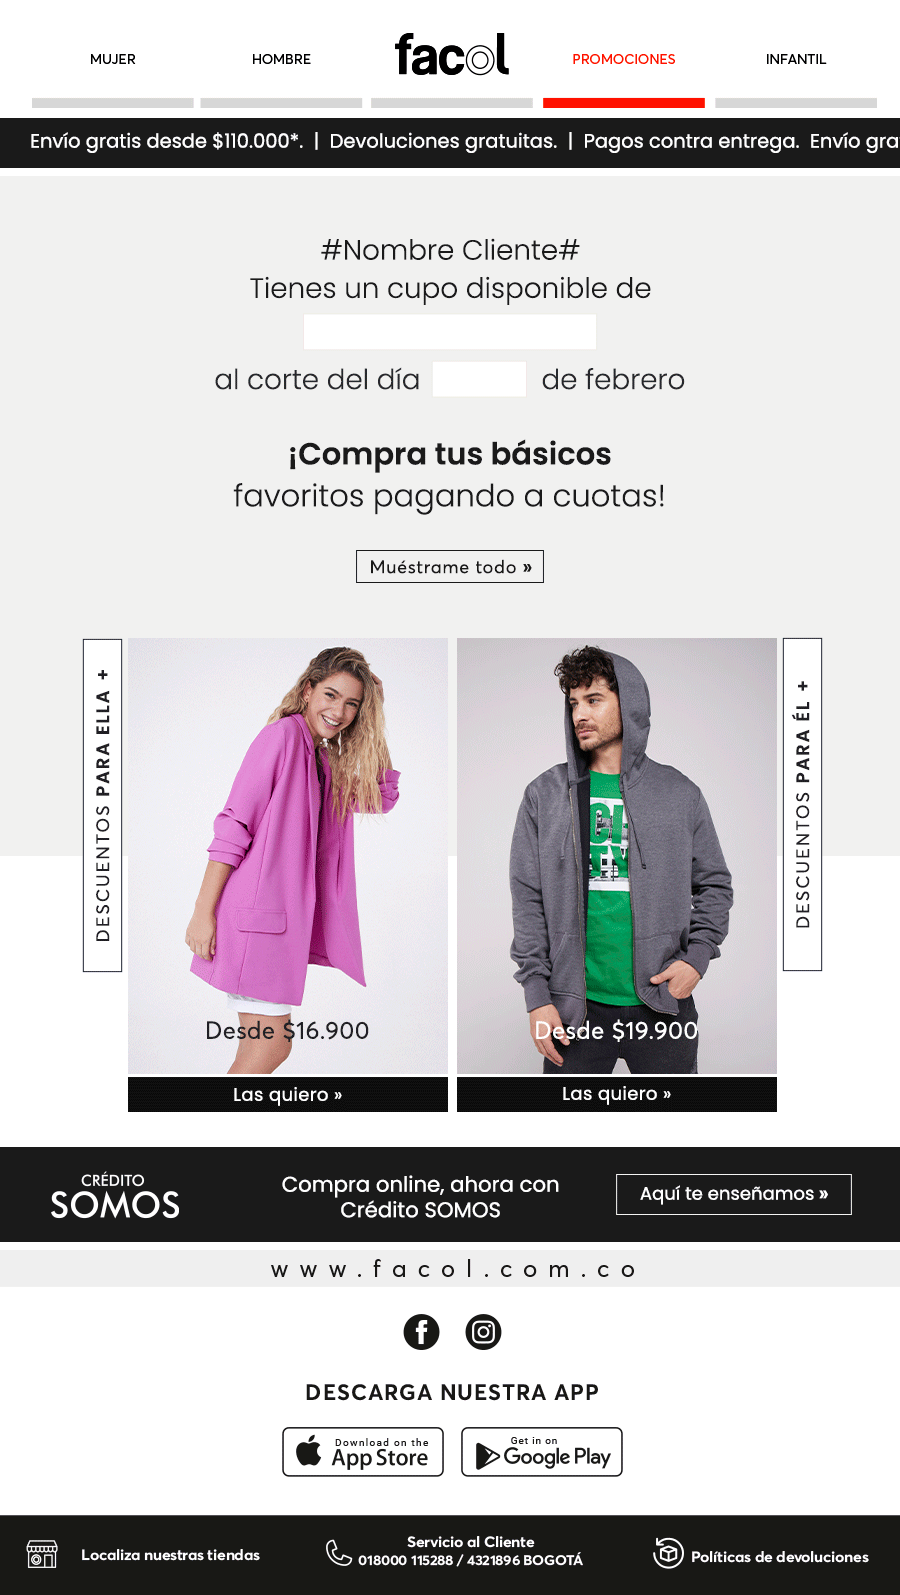 MUJER
HOMBRE
facol
PROMOCIONES
INFANTIL
Envío gratis desde $110.000*. | Devoluciones gratuitas. | Pagos contra entrega. Envío gra
#Nombre Cliente#
Tienes un cupo disponible de
al corte del día de febrero
¡Compra tus básicos
favoritos pagando a cuotas!
Muéstrame todo »
DESCUENTOS PARA ELLA +
DESCUENTOS PARA ÉL +
Desde $16.900
Desde $19.900
Las quiero »
Las quiero »
CRÉDITO
SOMOS
Compra online, ahora con
Crédito SOMOS
Aquí te enseñamos »
www.facol.com.co
DESCARGA NUESTRA APP
Download on the
App Store
Get in on
Google Play
Localiza nuestras tiendas
Servicio al Cliente
018000 115288 / 4321896 BOGOTÁ
Políticas de devoluciones